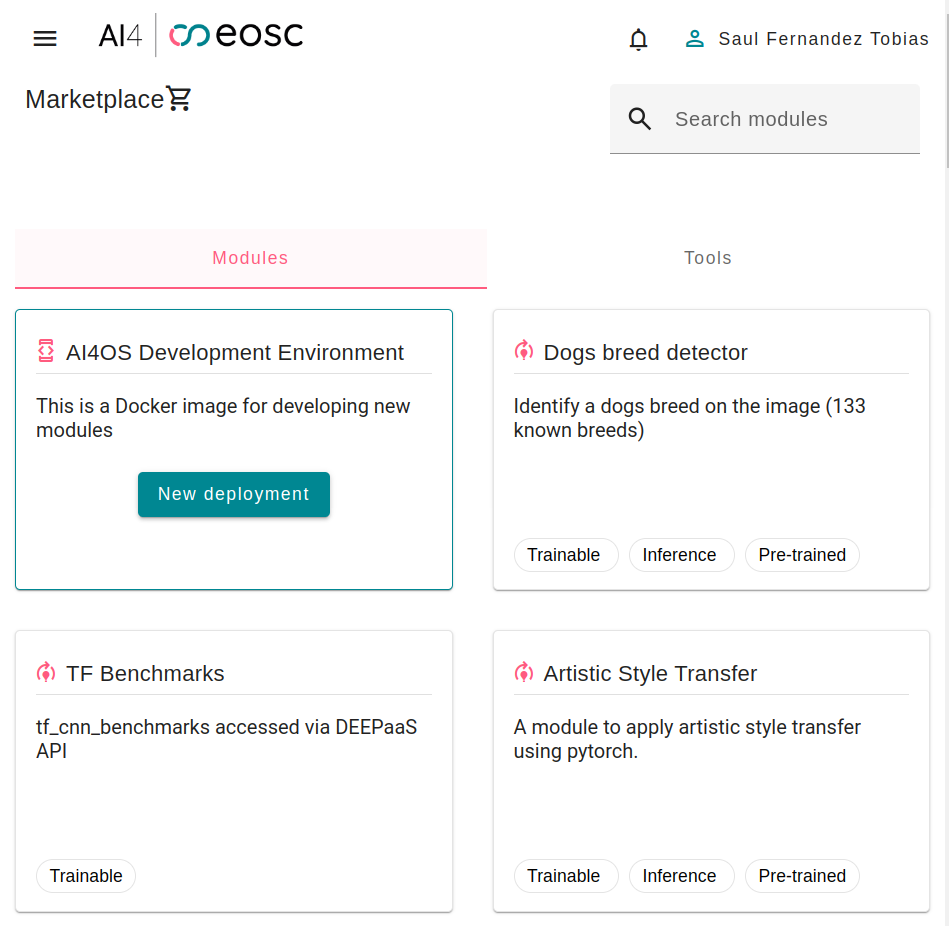 AI4 eosc
Saul Fernandez Tobias
Marketplace
Search modules
Modules
Tools
AI4OS Development Environment
This is a Docker image for developing new
modules
New deployment
Dogs breed detector
Identify a dogs breed on the image (133
known breeds)
Trainable Inference Pre-trained
TF Benchmarks
tf_cnn_benchmarks accessed via DEEPaaS
API
Trainable
Artistic Style Transfer
A module to apply artistic style transfer
using pytorch.
Trainable Inference Pre-trained